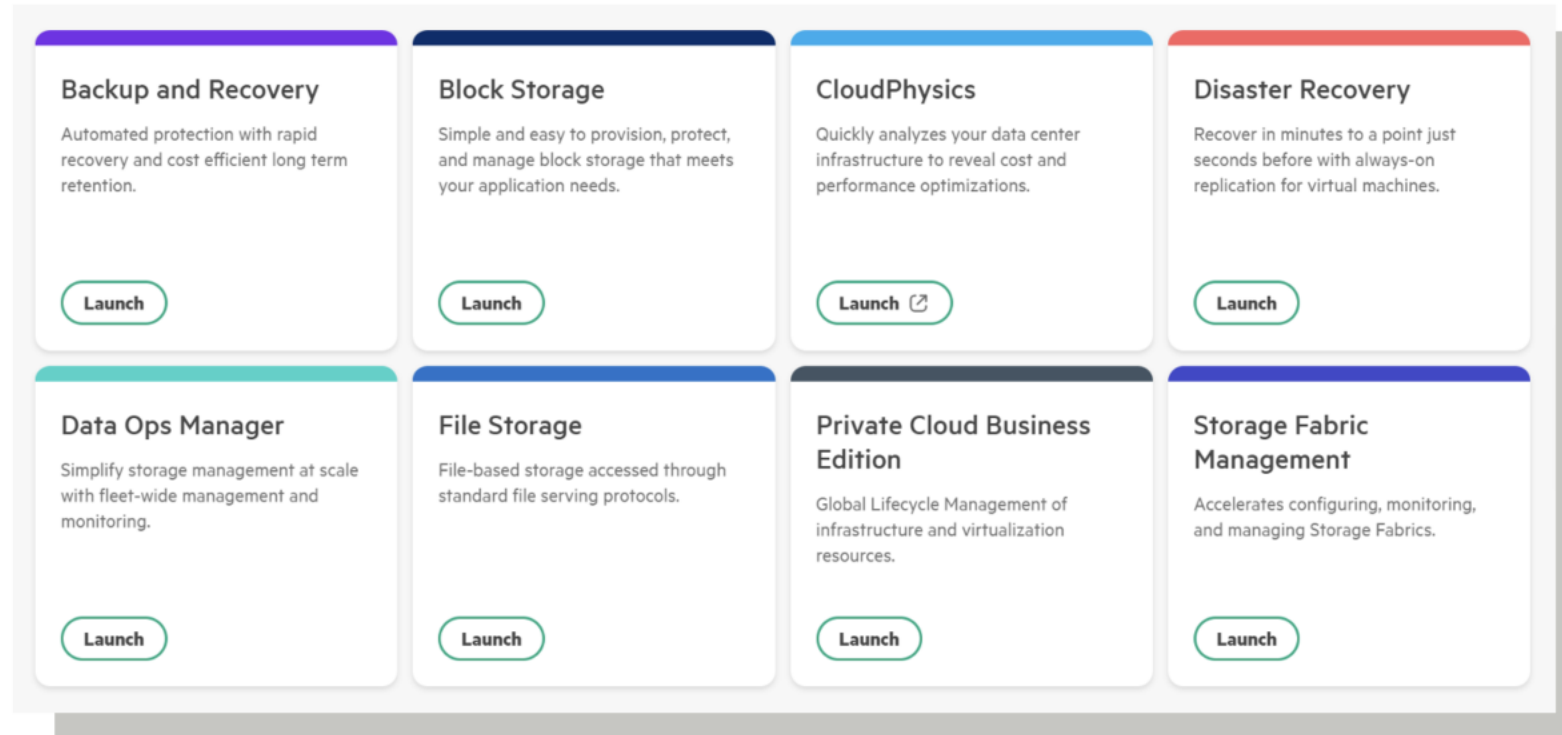 Backup and Recovery
Automated protection with rapid
recovery and cost efficient long term
retention.
Launch
Block Storage
Simple and easy to provision, protect,
and manage block storage that meets
your application needs.
Launch
CloudPhysics
Quickly analyzes your data center
infrastructure to reveal cost and
performance optimizations.
Launch
Disaster Recovery
Recover in minutes to a point just
seconds before with always-on
replication for virtual machines.
Launch
Data Ops Manager
Simplify storage management at scale
with fleet-wide management and
monitoring.
Launch
File Storage
File-based storage accessed through
standard file serving protocols.
Launch
Private Cloud Business
Edition
Global Lifecycle Management of
infrastructure and virtualization
resources.
Launch
Storage Fabric
Management
Accelerates configuring, monitoring,
and managing Storage Fabrics.
Launch